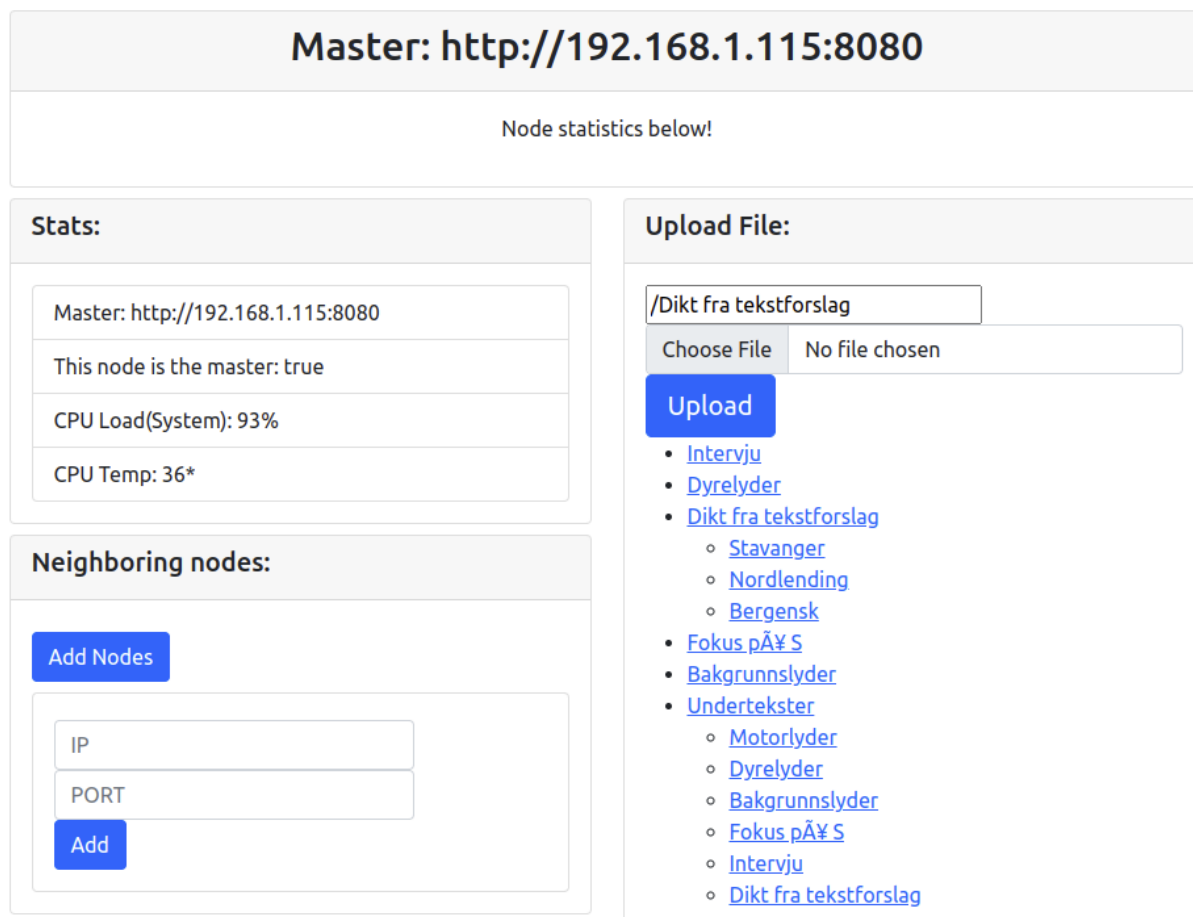 Master: http://192.168.1.115:8080
Node statistics below!
Stats:
Master: http://192.168.1.115:8080
This node is the master: true
CPU Load(System): 93%
CPU Temp: 36*
Neighboring nodes:
Add Nodes
IP
PORT
Add
Upload File:
/Dikt fra tekstforslag
Choose File No file chosen
Upload
Intervju
Dyrelyder
Dikt fra tekstforslag
Stavanger
Nordlending
Bergensk
Fokus pÃ¥ S
Bakgrunnslyder
Undertekster
Motorlyder
Dyrelyder
Bakgrunnslyder
Fokus pÃ¥ S
Intervju
Dikt fra tekstforslag